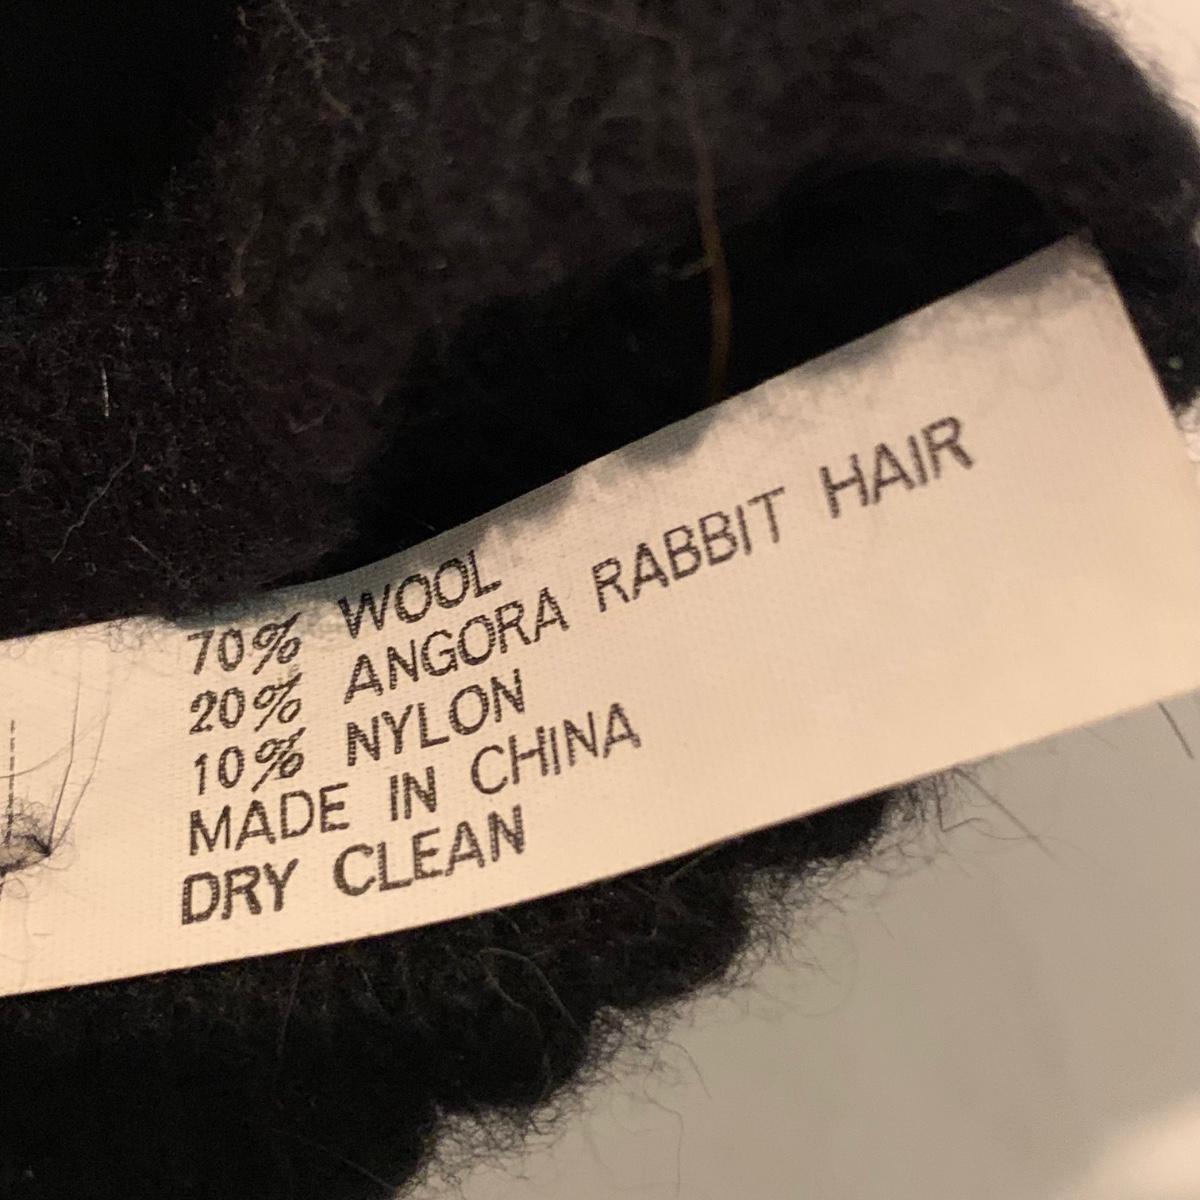 70% WOOL
20% ANGORA RABBIT HAIR
10% NYLON
MADE IN CHINA
DRY CLEAN